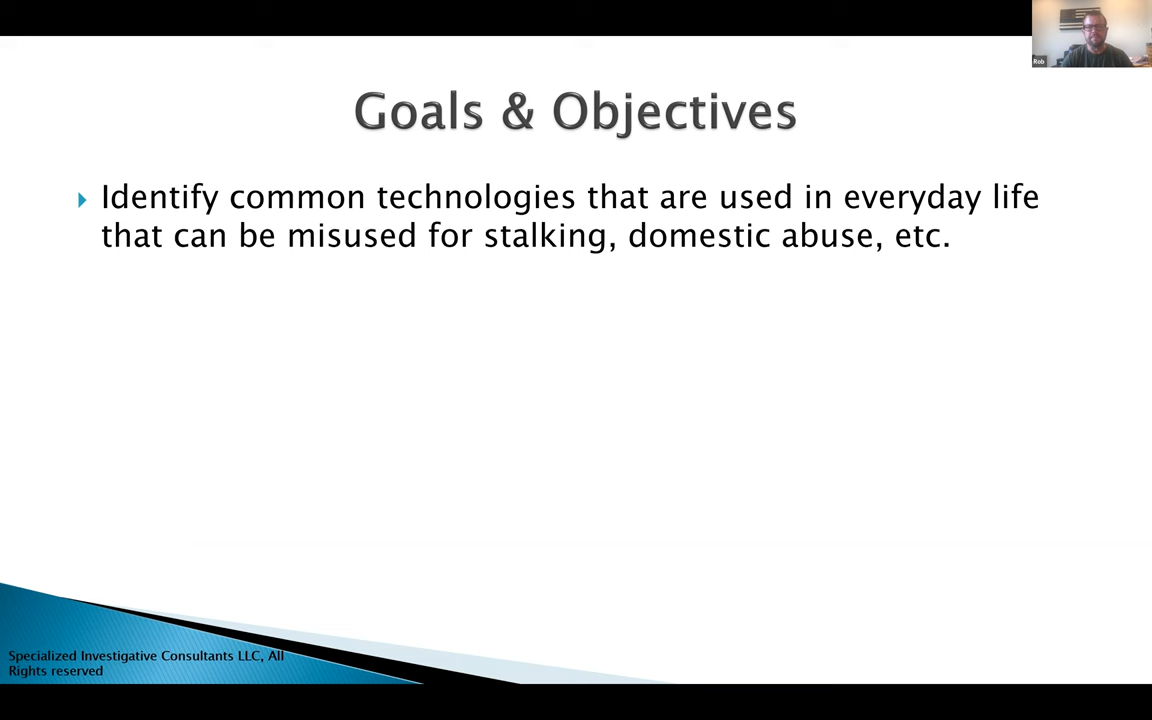 Rob
Goals & Objectives
Identify common technologies that are used in everyday life
that can be misused for stalking, domestic abuse, etc.
Specialized Investigative Consultants LLC, All
Rights reserved